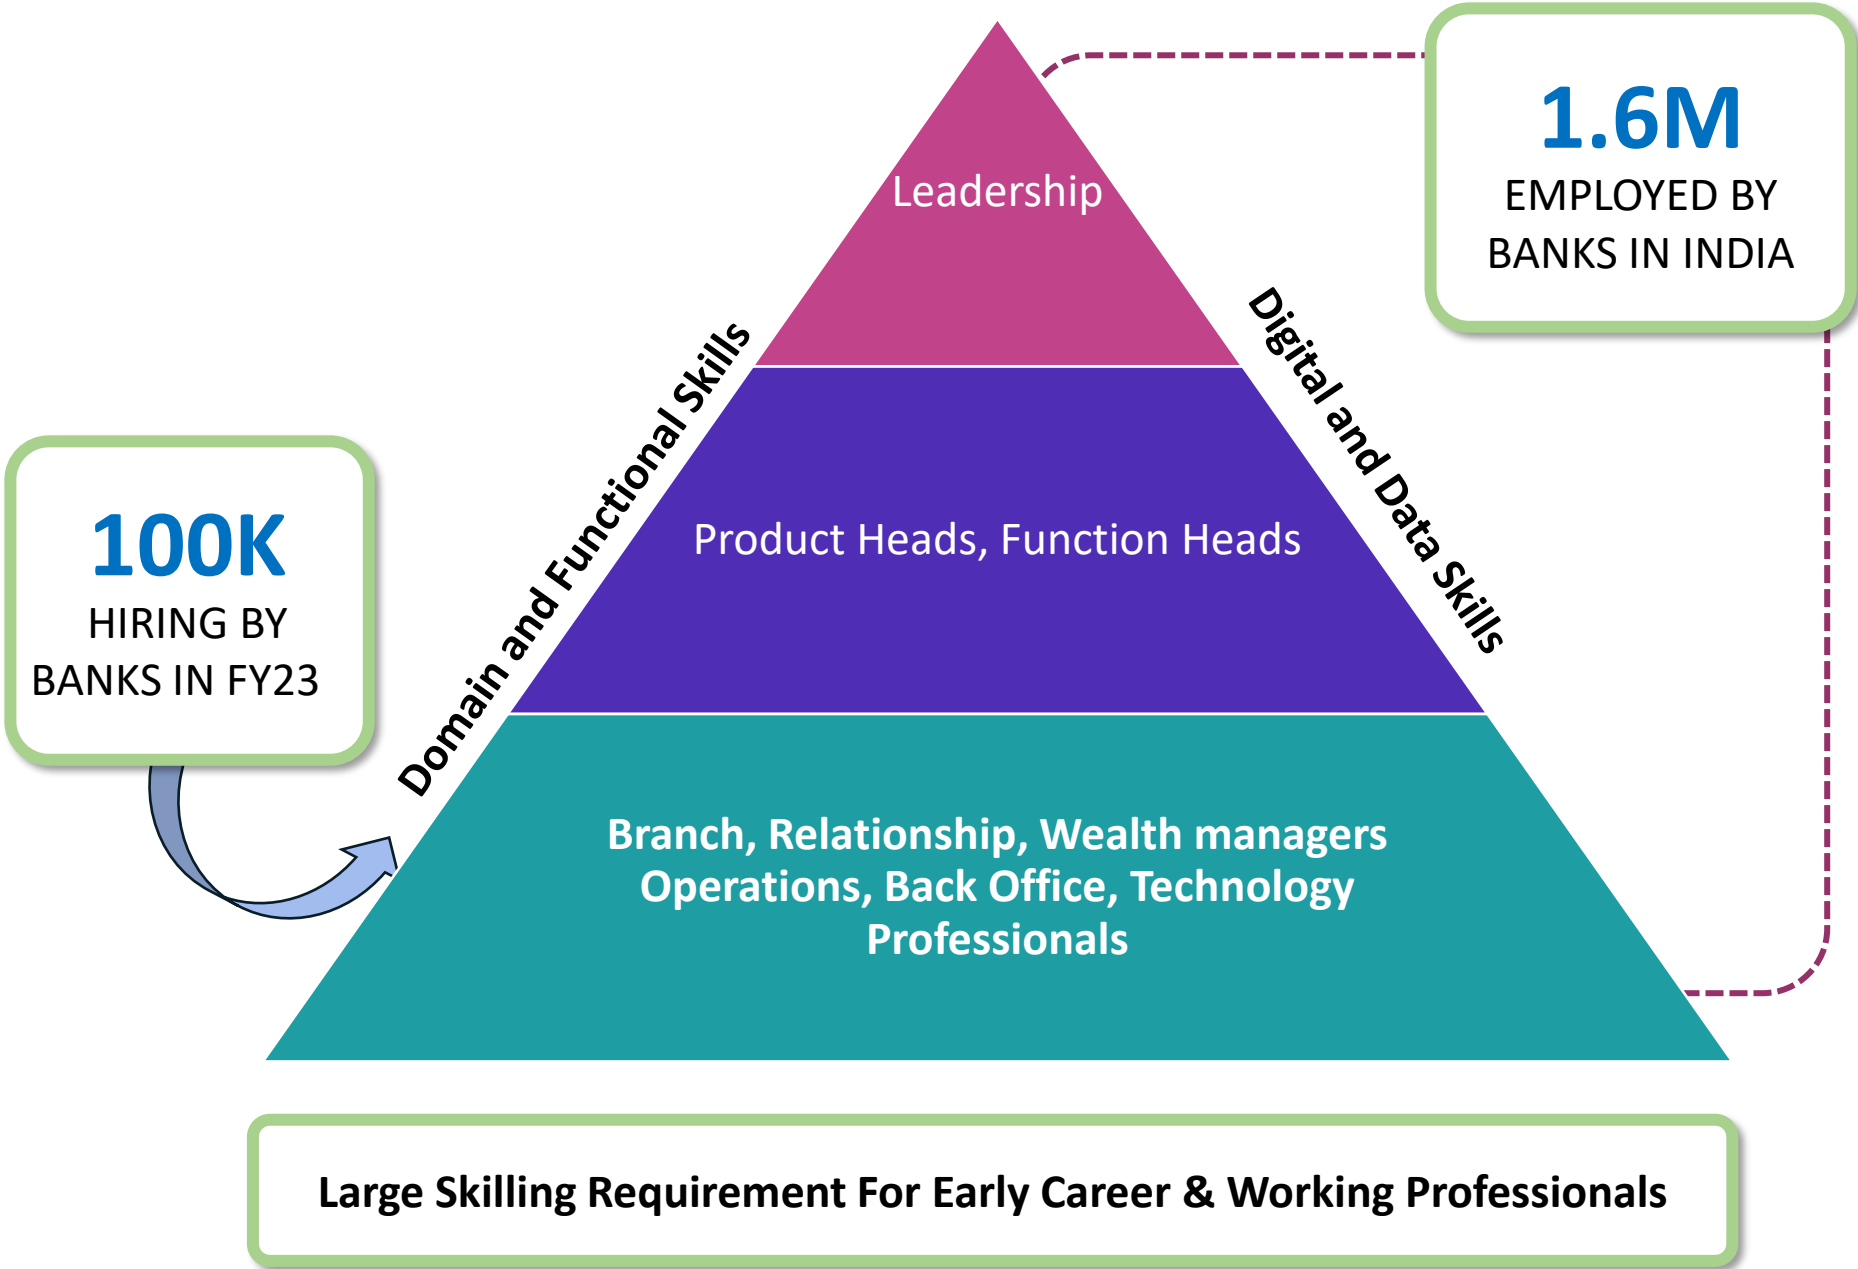 1.6M
EMPLOYED BY
BANKS IN INDIA
Leadership
Domain and Functional Skills
Digital and Data Skills
100K
HIRING BY
BANKS IN FY23
Product Heads, Function Heads
Branch, Relationship, Wealth managers
Operations, Back Office, Technology
Professionals
Large Skilling Requirement For Early Career & Working Professionals